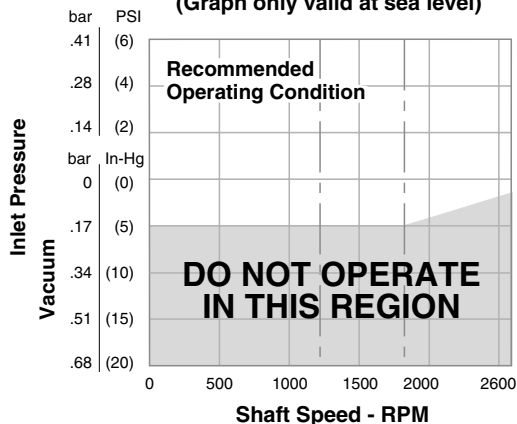 (Graph only valid at sea level)
bar PSI
.41 (6)
.28 (4)
.14 (2)
bar In-Hg
0 (0)
.17 (5)
.34 (10)
.51 (15)
.68 (20)
Inlet Pressure
Vacuum
Recommended
Operating Condition
DO NOT OPERATE
IN THIS REGION
0 500 1000 1500 2000 2600
Shaft Speed - RPM